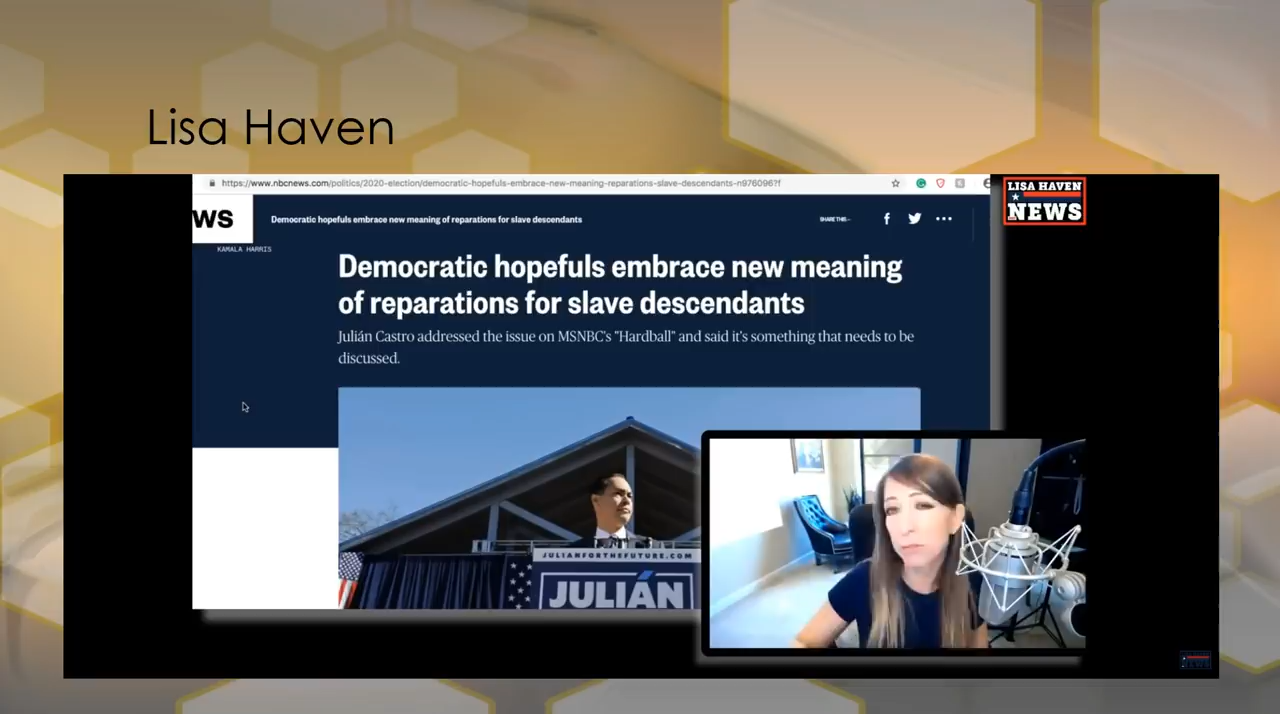 Lisa Haven
https://www.nbcnews.com/politics/2020-election/democratic-hopefuls-embrace-new-meaning-reparations-slave-descendants-n976096?f
LISA HAVEN
NEWS
WS
Democratic hopefuls embrace new meaning of reparations for slave descendants
SHARE THIS—
KAMALA HARRIS
Democratic hopefuls embrace new meaning
of reparations for slave descendants
Julián Castro addressed the issue on MSNBC's "Hardball" and said it's something that needs to be
discussed.
JULIANFORTHEFUTURE.COM
JULIÁN
NEWS